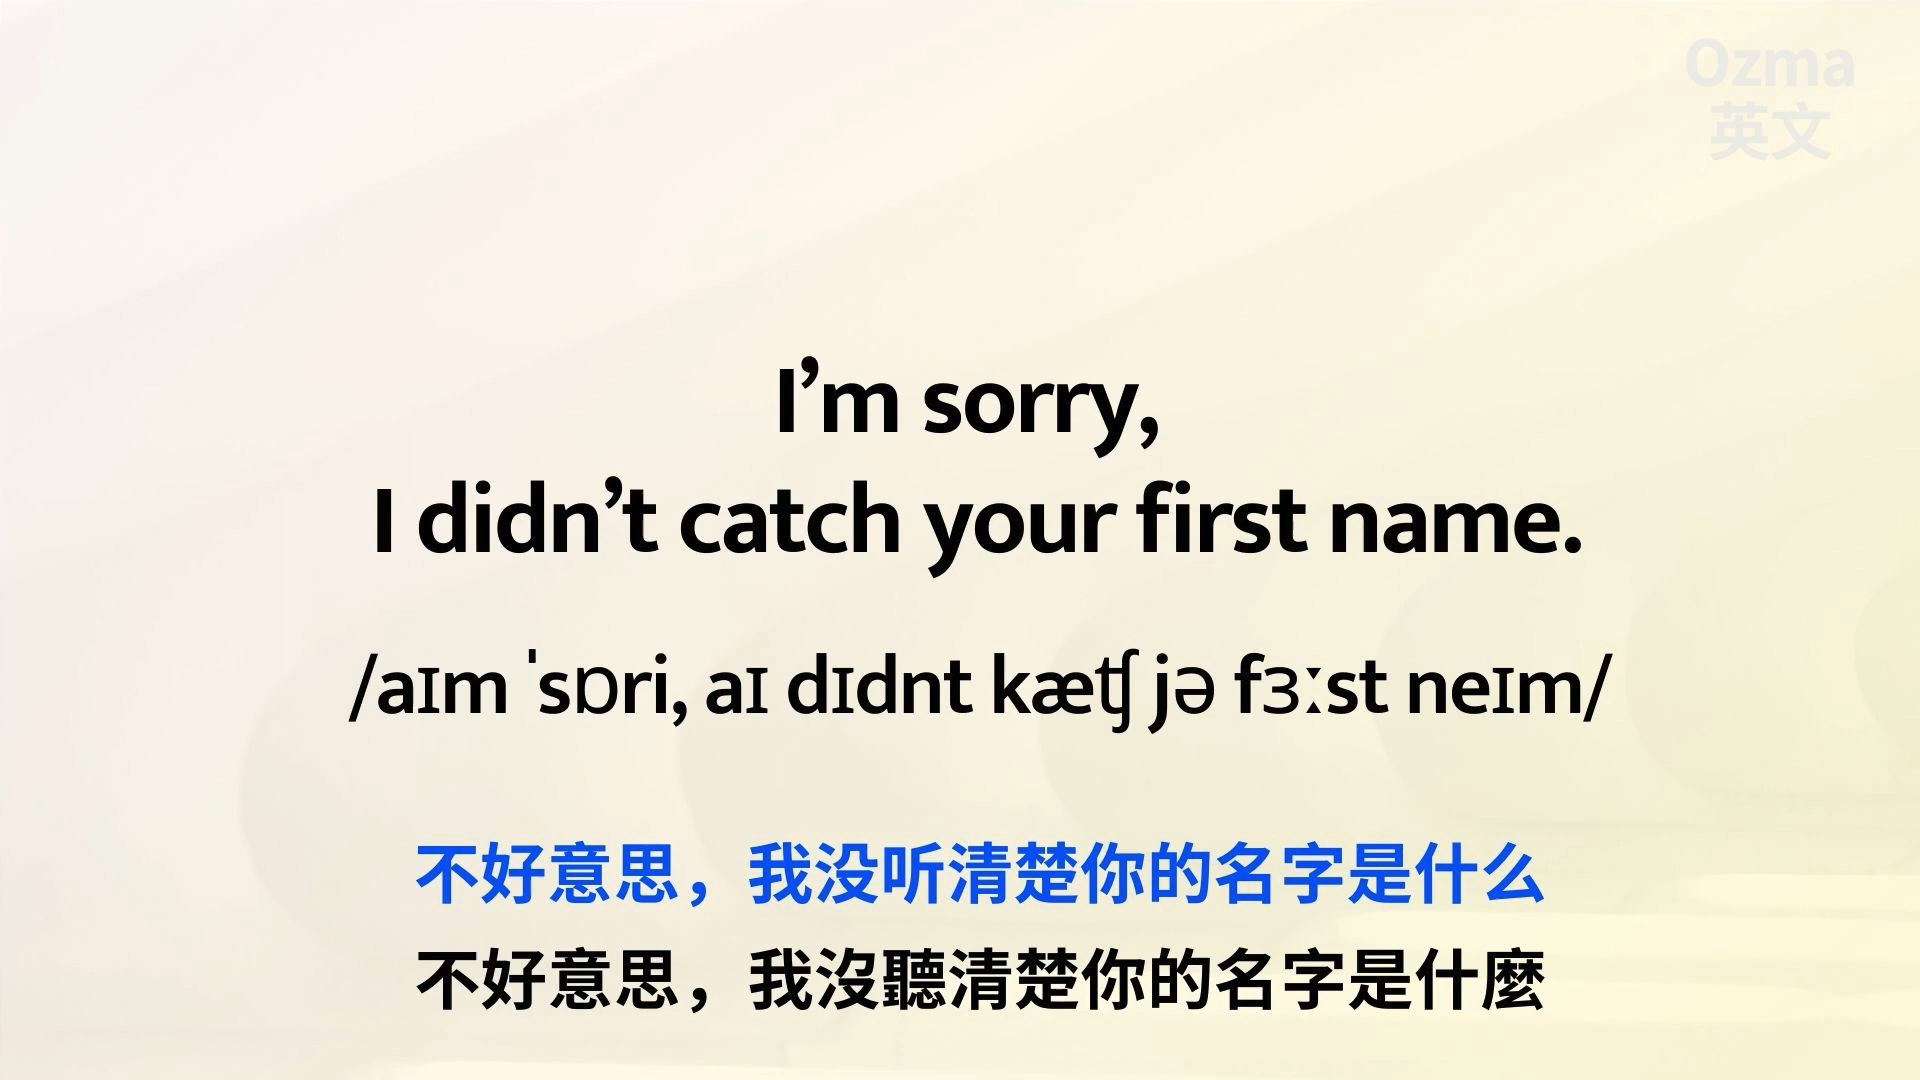 Ozma
英文
I’m sorry,
I didn’t catch your first name.
/aɪm ˈsɒri, aɪ dɪdnt kæʧ jə fɜːst neɪm/
不好意思，我没听清楚你的名字是什么
不好意思，我沒聽清楚你的名字是什麼